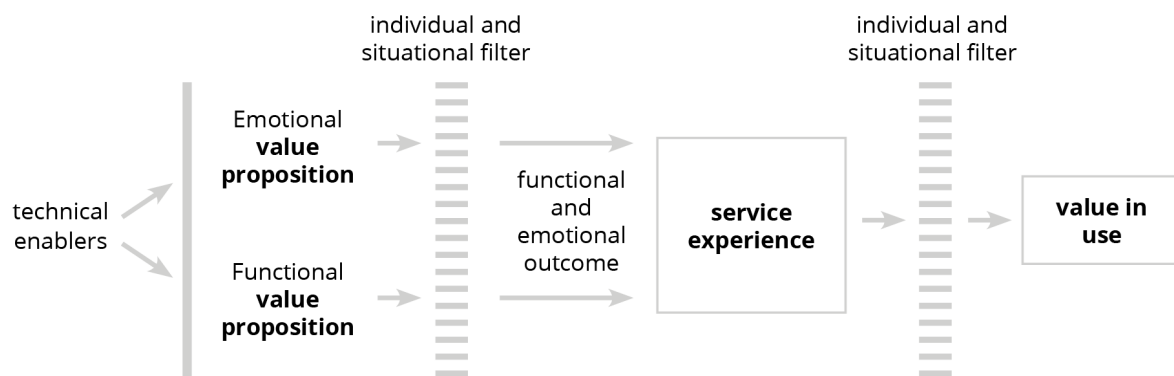 individual and
situational filter
individual and
situational filter
technical
enablers
Emotional
value
proposition
Functional
value
proposition
functional
and
emotional
outcome
service
experience
value in
use